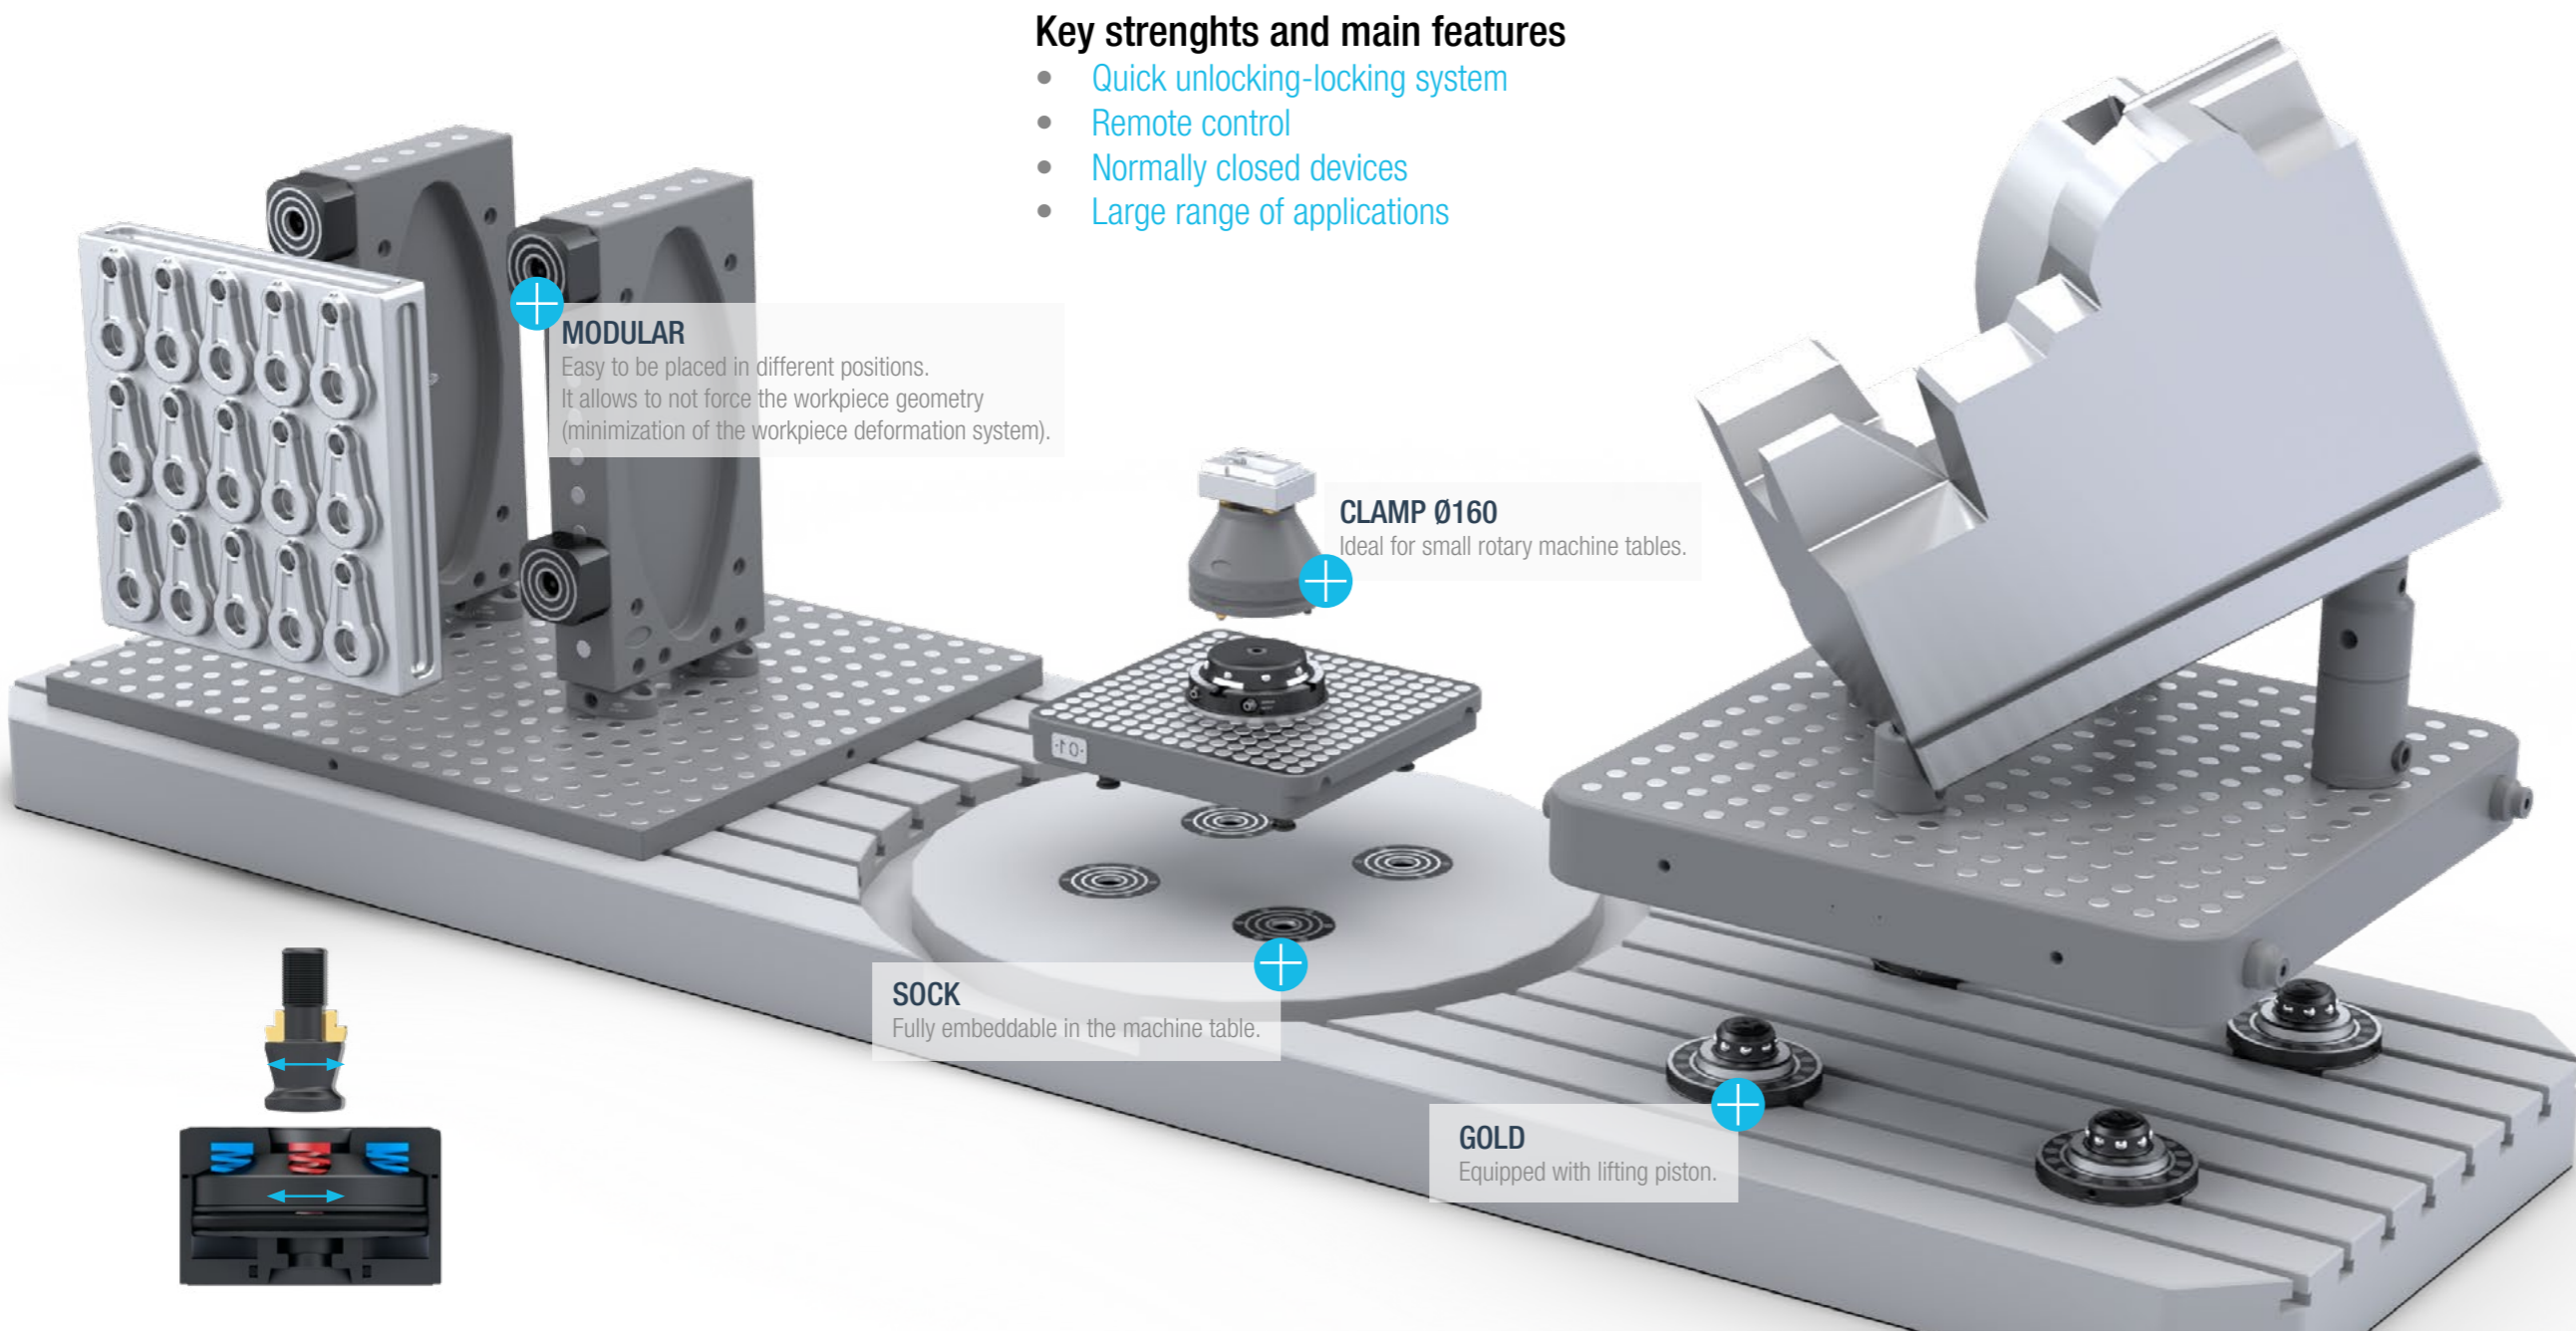 Key strenghts and main features
• Quick unlocking-locking system
• Remote control
• Normally closed devices
• Large range of applications
MODULAR
Easy to be placed in different positions.
It allows to not force the workpiece geometry
(minimization of the workpiece deformation system).
CLAMP Ø160
Ideal for small rotary machine tables.
SOCK
Fully embeddable in the machine table.
GOLD
Equipped with lifting piston.